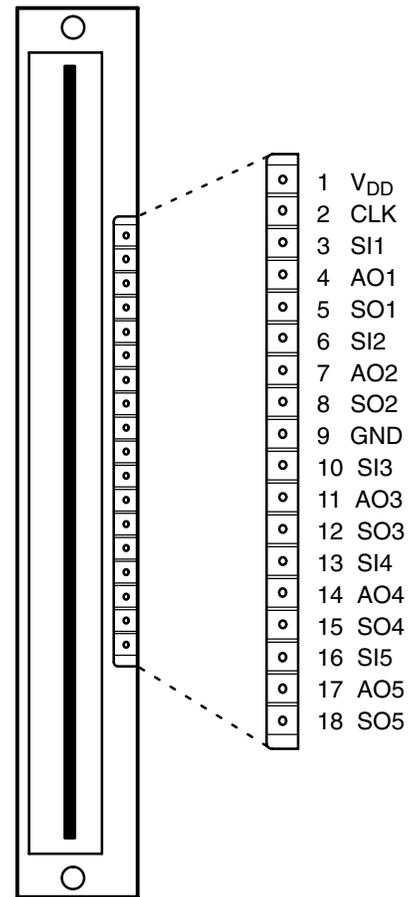 1 VDD
2 CLK
3 SI1
4 AO1
5 SO1
6 SI2
7 AO2
8 SO2
9 GND
10 SI3
11 AO3
12 SO3
13 SI4
14 AO4
15 SO4
16 SI5
17 AO5
18 SO5